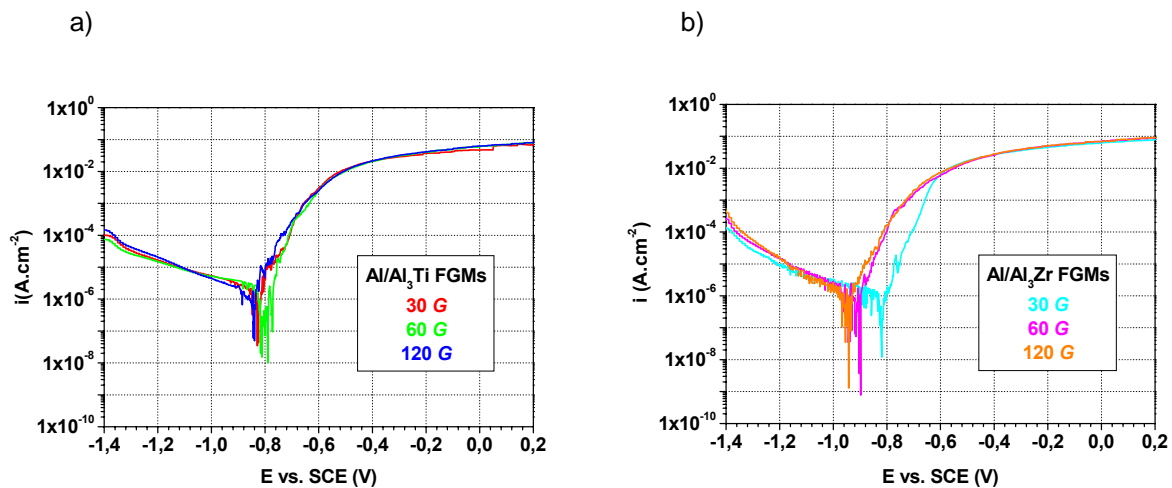 a)
b)
1x10⁰
1x10⁻²
1x10⁻⁴
1x10⁻⁶
1x10⁻⁸
1x10⁻¹⁰
i(A.cm⁻²)
Al/Al₃Ti FGMs
30 G
60 G
120 G
-1,4 -1,2 -1,0 -0,8 -0,6 -0,4 -0,2 0,0 0,2
E vs. SCE (V)
1x10⁰
1x10⁻²
1x10⁻⁴
1x10⁻⁶
1x10⁻⁸
1x10⁻¹⁰
i (A.cm⁻²)
Al/Al₃Zr FGMs
30 G
60 G
120 G
-1,4 -1,2 -1,0 -0,8 -0,6 -0,4 -0,2 0,0 0,2
E vs. SCE (V)